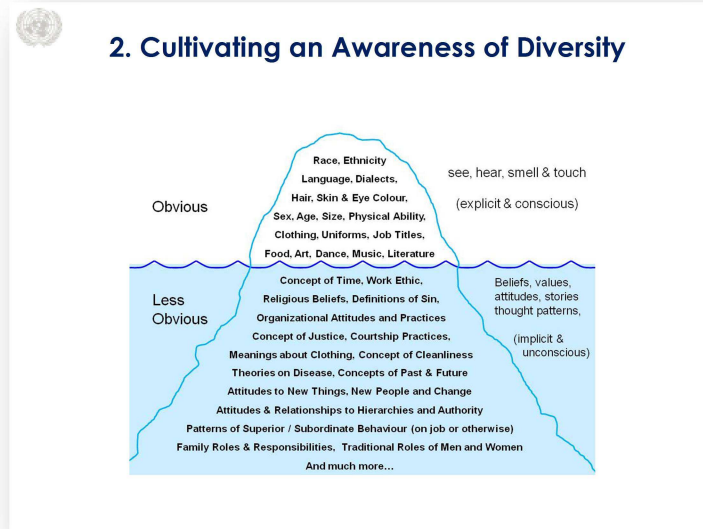 2. Cultivating an Awareness of Diversity
Race, Ethnicity
Language, Dialects,
Hair, Skin & Eye Colour,
Sex, Age, Size, Physical Ability,
Clothing, Uniforms, Job Titles,
Food, Art, Dance, Music, Literature
Obvious
see, hear, smell & touch
(explicit & conscious)
Concept of Time, Work Ethic,
Religious Beliefs, Definitions of Sin,
Organizational Attitudes and Practices
Concept of Justice, Courtship Practices,
Meanings about Clothing, Concept of Cleanliness
Theories on Disease, Concepts of Past & Future
Attitudes to New Things, New People and Change
Attitudes & Relationships to Hierarchies and Authority
Patterns of Superior / Subordinate Behaviour (on job or otherwise)
Family Roles & Responsibilities, Traditional Roles of Men and Women
And much more...
Less
Obvious
Beliefs, values,
attitudes, stories
thought patterns,
(implicit &
unconscious)